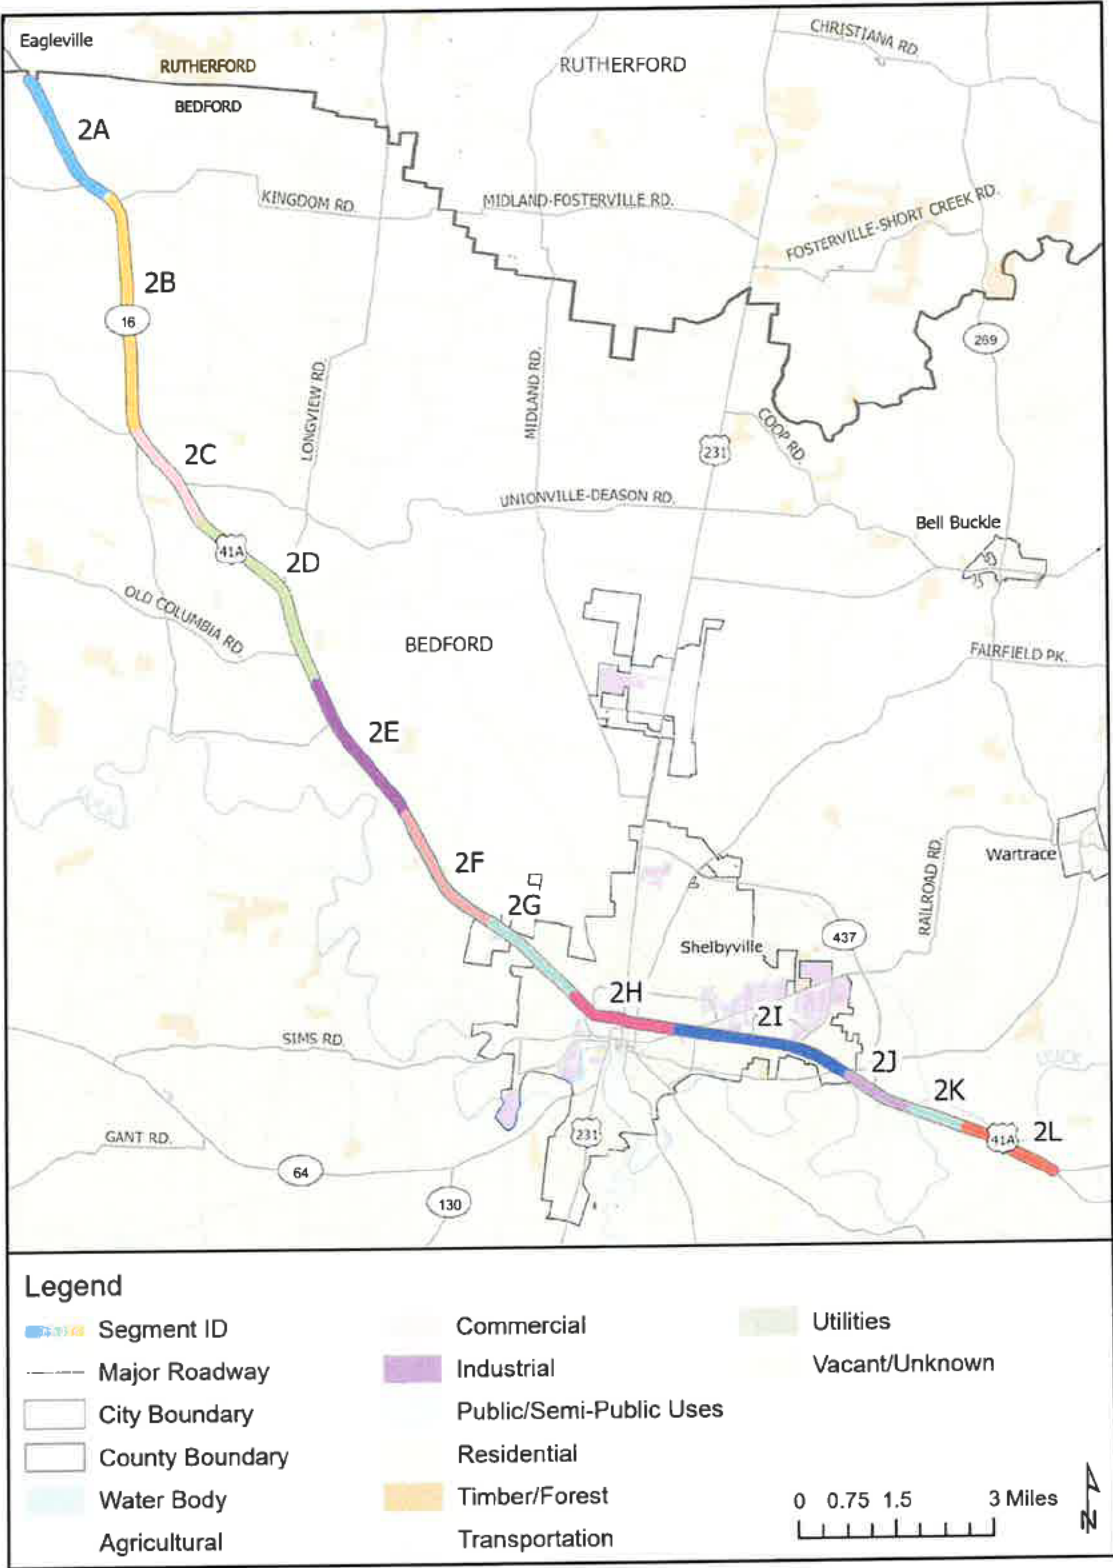 Eagleville
CHRISTIANA RD.
RUTHERFORD
RUTHERFORD
BEDFORD
2A
KINGDOM RD.
MIDLAND-FOSTERVILLE RD.
FOSTERVILLE-SHORT CREEK RD.
2B
16
269
LONGVIEW RD.
MIDLAND RD.
COOP RD.
231
2C
UNIONVILLE-DEASON RD.
Bell Buckle
41A
2D
OLD COLUMBIA RD.
BEDFORD
FAIRFIELD PK.
2E
2F
Wartrace
RAILROAD RD.
2G
Shelbyville
437
2H
2I
SIMS RD.
2J
2K
GANT RD.
231
41A
2L
64
130
Legend
Segment ID
Major Roadway
City Boundary
County Boundary
Water Body
Agricultural
Commercial
Industrial
Public/Semi-Public Uses
Residential
Timber/Forest
Transportation
Utilities
Vacant/Unknown
0 0.75 1.5 3 Miles
N